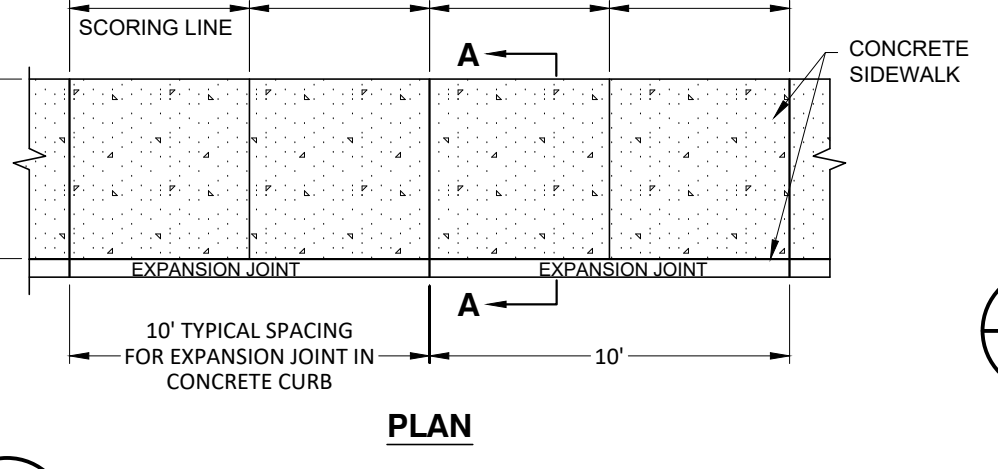 SCORING LINE
A
CONCRETE
SIDEWALK
EXPANSION JOINT
EXPANSION JOINT
A
10' TYPICAL SPACING
FOR EXPANSION JOINT IN
CONCRETE CURB
10'
PLAN